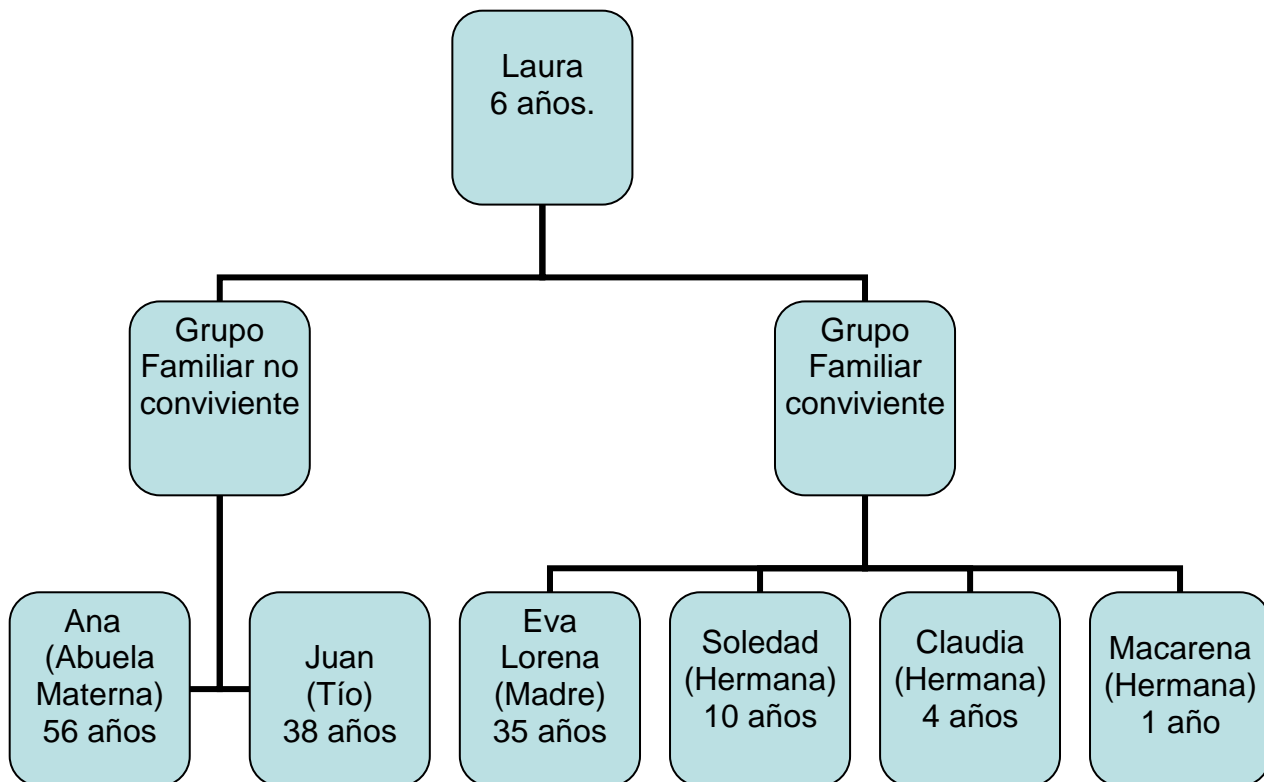 Laura
6 años.
Grupo
Familiar no
conviviente
Grupo
Familiar
conviviente
Ana
(Abuela
Materna)
56 años
Juan
(Tío)
38 años
Eva
Lorena
(Madre)
35 años
Soledad
(Hermana)
10 años
Claudia
(Hermana)
4 años
Macarena
(Hermana)
1 año